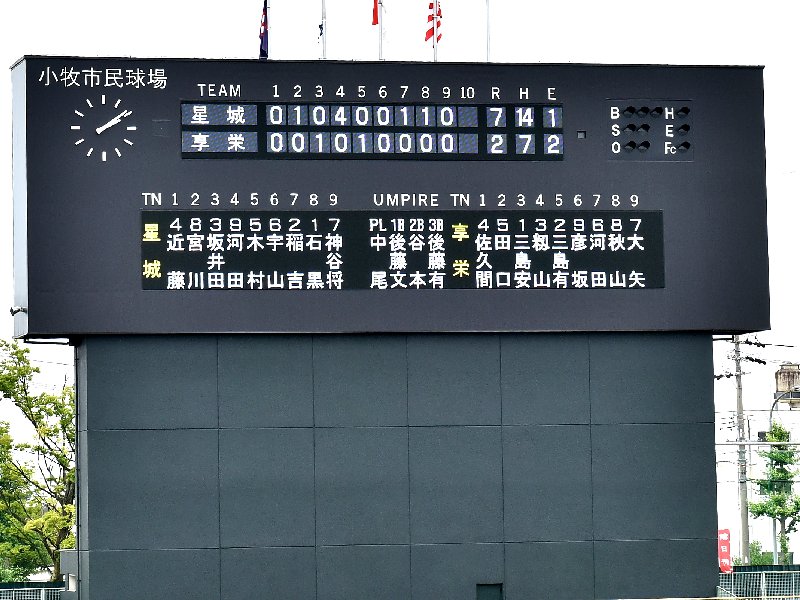 小牧市民球場
TEAM 1 2 3 4 5 6 7 8 9 10 R H E
星城 0 1 0 4 0 0 1 1 0 7 14 1
享栄 0 0 1 0 1 0 0 0 0 2 7 2
B H
S E
O Fc
TN 1 2 3 4 5 6 7 8 9 UMPIRE TN 1 2 3 4 5 6 7 8 9
4 8 3 9 5 6 2 1 7 PL 1B 2B 3B 4 5 1 3 2 9 6 8 7
星 近 宮 坂 河 木 宇 稲 石 神 中 後 谷 後 享 佐 田 三 籾 三 彦 河 秋 大
井 谷 藤 藤 久 島 島
城 藤 川 田 田 村 山 吉 黒 将 尾 文 本 有 栄 間 口 安 山 有 坂 田 山 矢